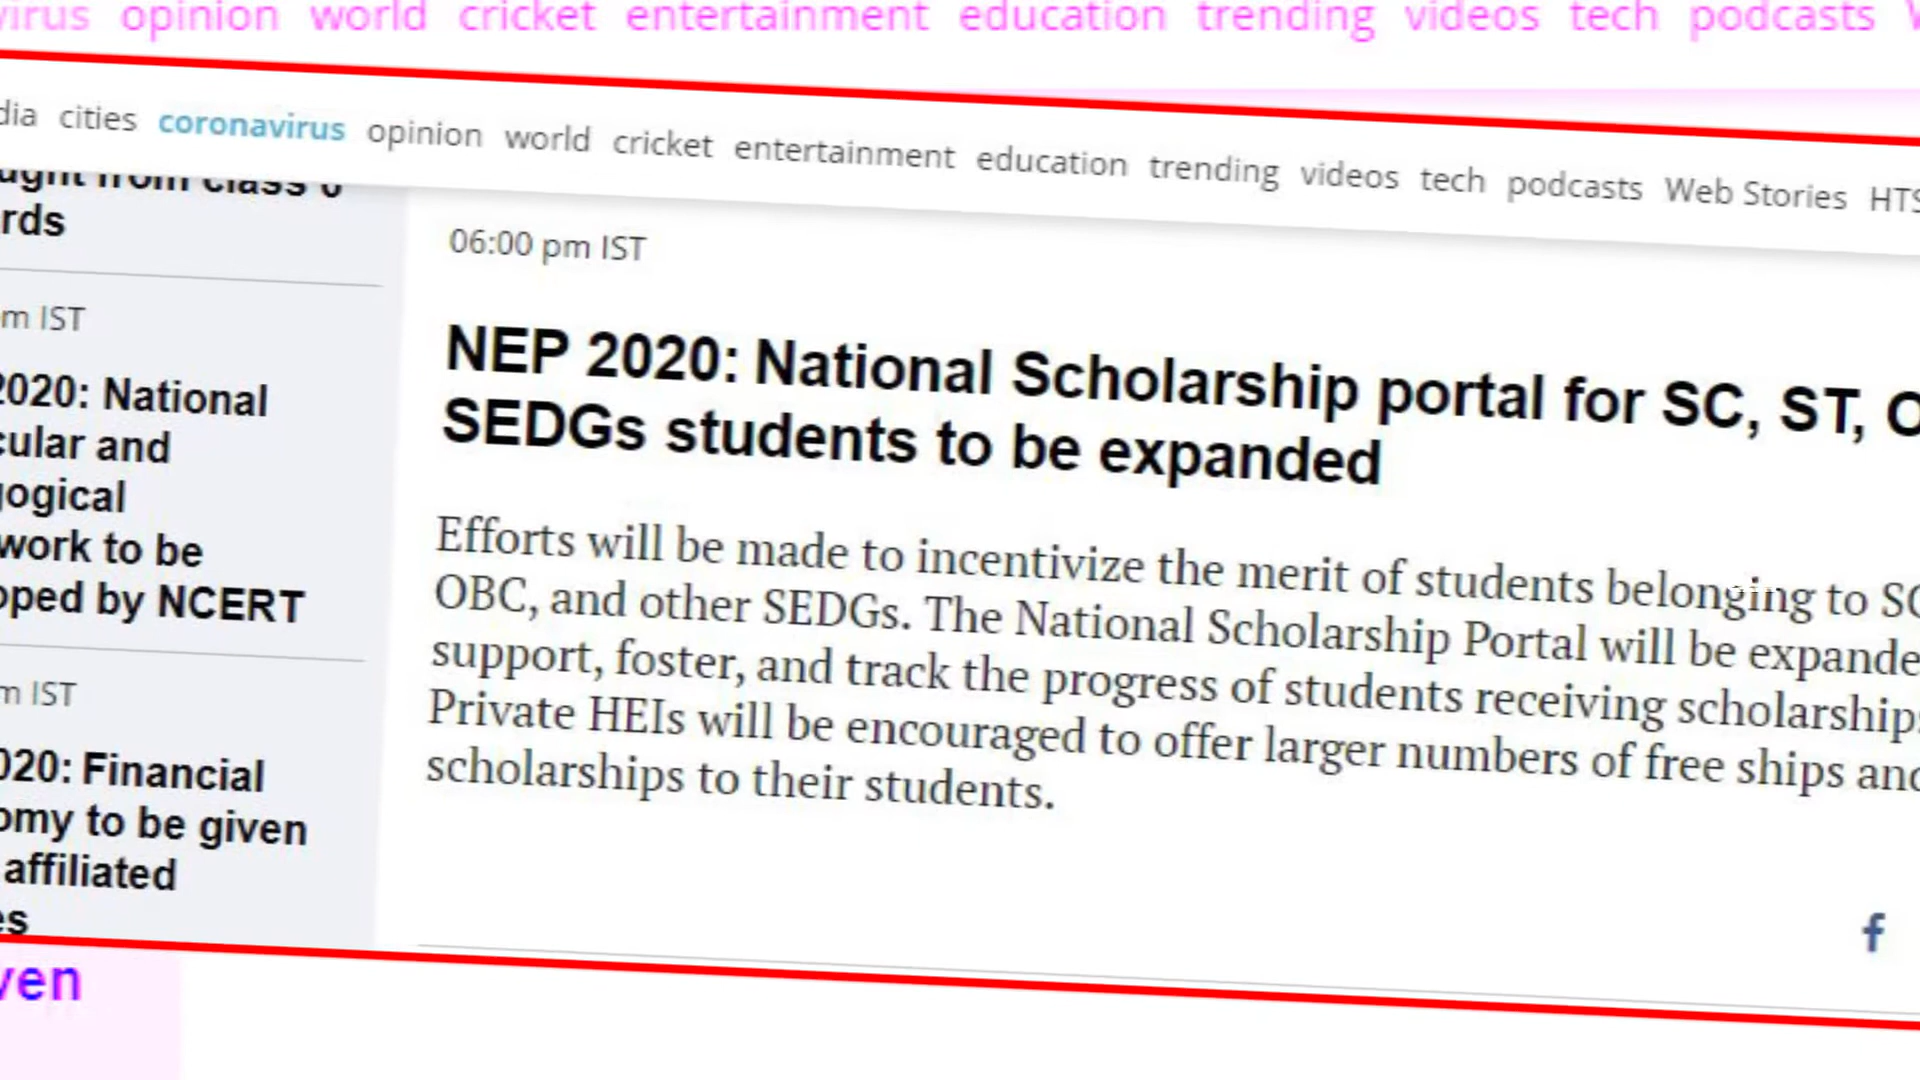 virus opinion world cricket entertainment education trending videos tech podcasts
dia cities coronavirus opinion world cricket entertainment education trending videos tech podcasts Web Stories HTS
ught from class 6
rds
m IST
2020: National
cular and
gogical
work to be
oped by NCERT
m IST
020: Financial
omy to be given
affiliated
es
06:00 pm IST
NEP 2020: National Scholarship portal for SC, ST, O
SEDGs students to be expanded
Efforts will be made to incentivize the merit of students belonging to SC
OBC, and other SEDGs. The National Scholarship Portal will be expande
support, foster, and track the progress of students receiving scholarships
Private HEIs will be encouraged to offer larger numbers of free ships and
scholarships to their students.
f
ven